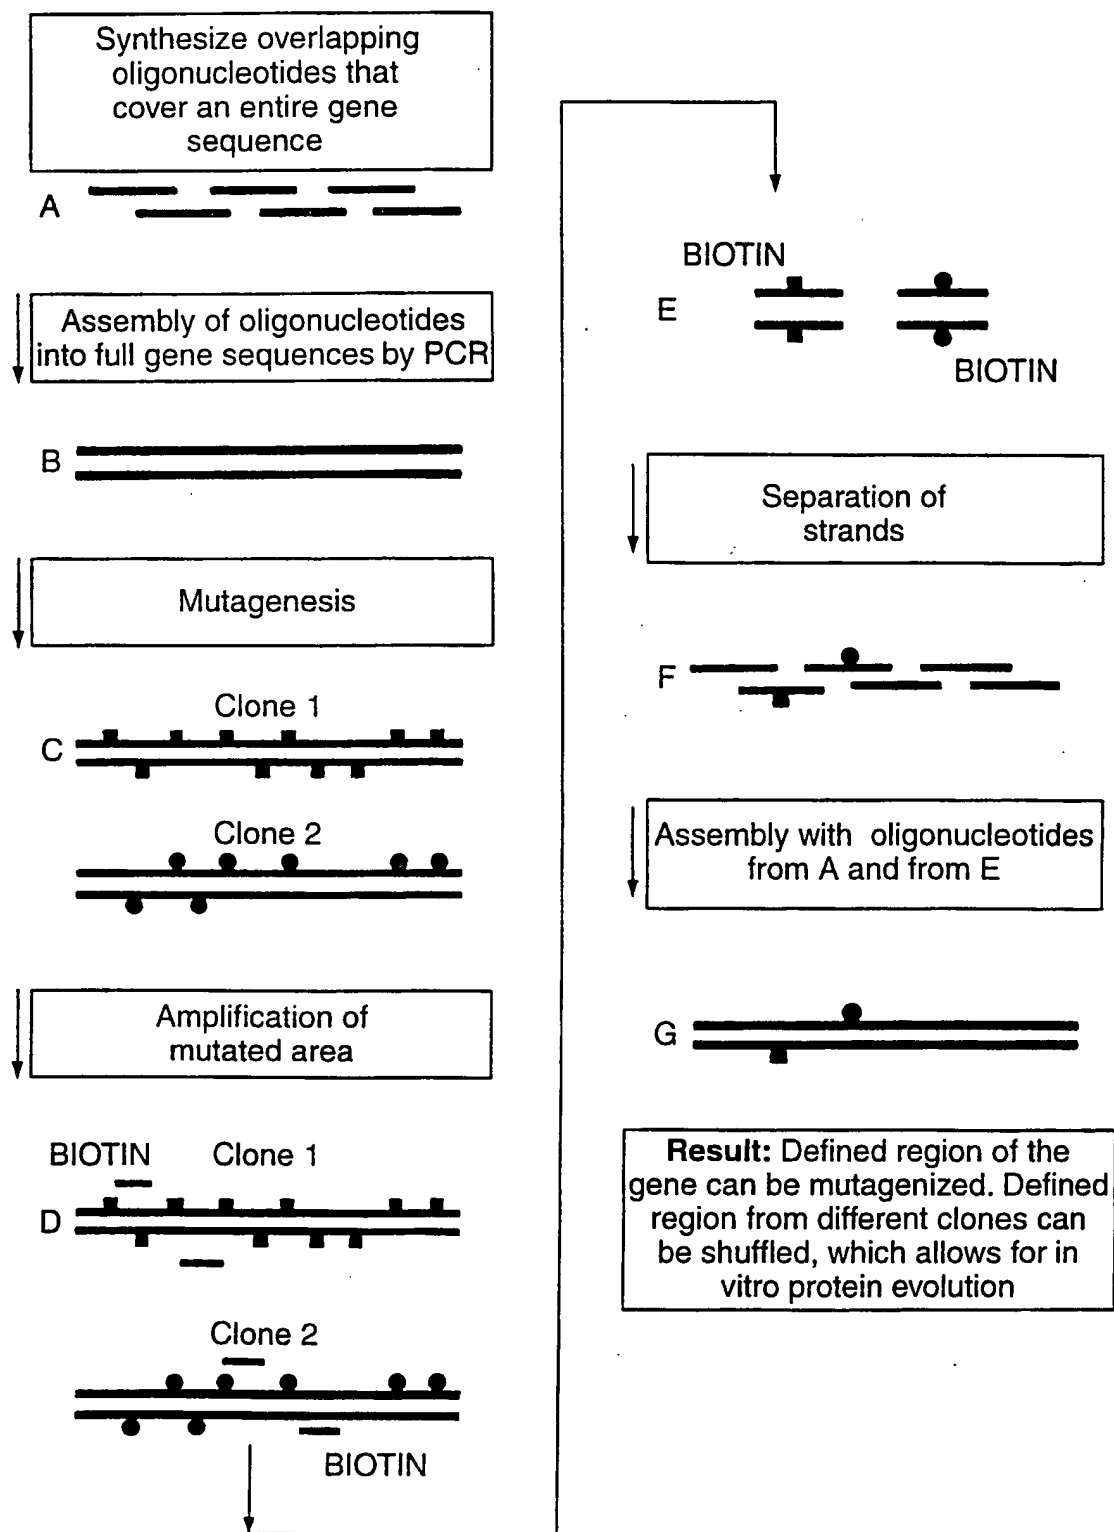 Synthesize overlapping
oligonucleotides that
cover an entire gene
sequence
A
Assembly of oligonucleotides
into full gene sequences by PCR
B
Mutagenesis
Clone 1
C
Clone 2
Amplification of
mutated area
BIOTIN Clone 1
D
Clone 2
BIOTIN
BIOTIN
E
BIOTIN
Separation of
strands
F
Assembly with oligonucleotides
from A and from E
G
Result: Defined region of the
gene can be mutagenized. Defined
region from different clones can
be shuffled, which allows for in
vitro protein evolution